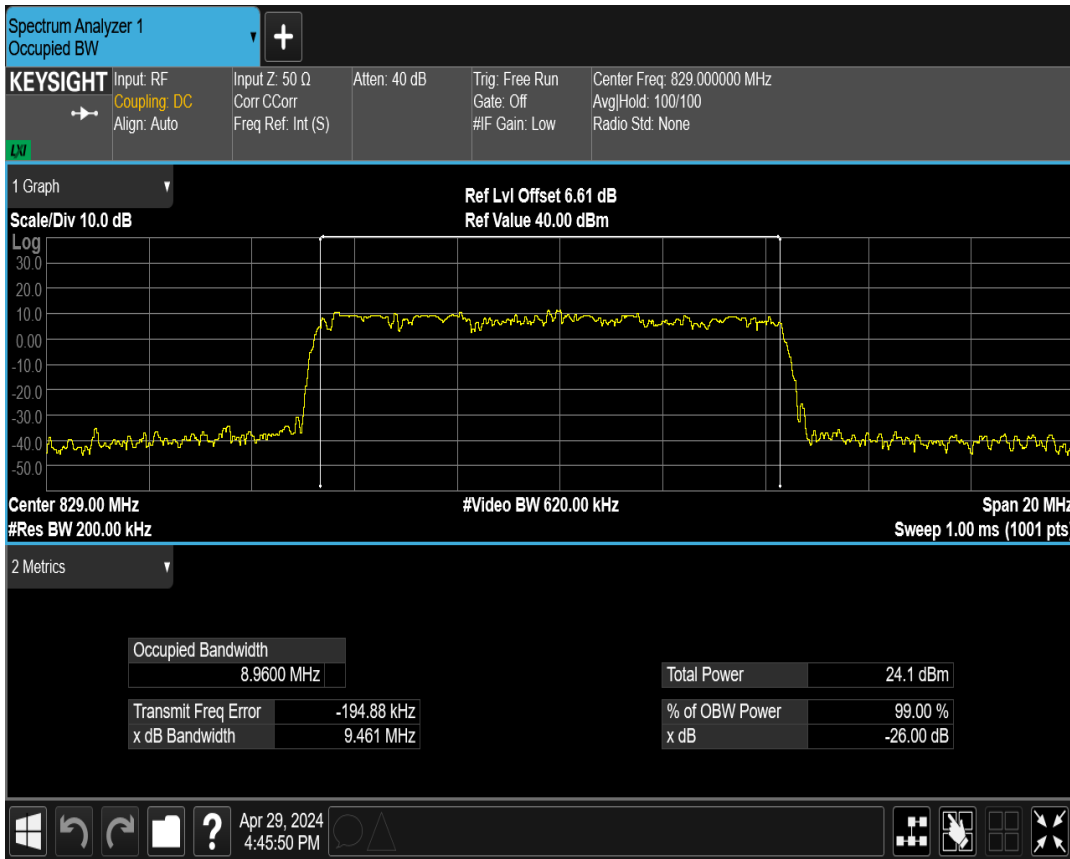 Spectrum Analyzer 1
Occupied BW
+
KEYSIGHT
LXI
Input: RF
Coupling: DC
Align: Auto
Input Z: 50 Ω
Corr CCorr
Freq Ref: Int (S)
Atten: 40 dB
Trig: Free Run
Gate: Off
#IF Gain: Low
Center Freq: 829.000000 MHz
Avg|Hold: 100/100
Radio Std: None
1 Graph
Scale/Div 10.0 dB
Ref Lvl Offset 6.61 dB
Ref Value 40.00 dBm
Log
30.0
20.0
10.0
0.00
-10.0
-20.0
-30.0
-40.0
-50.0
Center 829.00 MHz
#Video BW 620.00 kHz
Span 20 MHz
#Res BW 200.00 kHz
Sweep 1.00 ms (1001 pts)
2 Metrics
Occupied Bandwidth
8.9600 MHz
Total Power 24.1 dBm
Transmit Freq Error -194.88 kHz
% of OBW Power 99.00 %
x dB Bandwidth 9.461 MHz
x dB -26.00 dB
?
Apr 29, 2024
4:45:50 PM